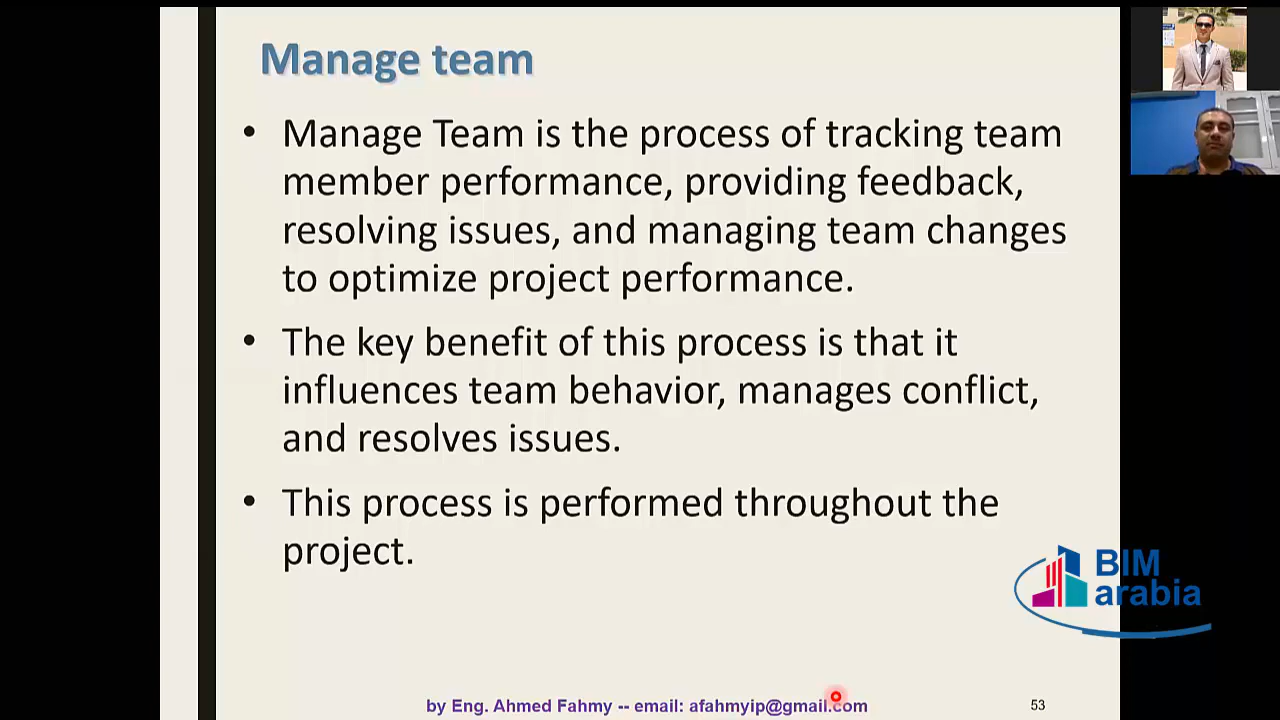 Manage team
• Manage Team is the process of tracking team
member performance, providing feedback,
resolving issues, and managing team changes
to optimize project performance.
• The key benefit of this process is that it
influences team behavior, manages conflict,
and resolves issues.
• This process is performed throughout the
project.
BIM
arabia
by Eng. Ahmed Fahmy -- email: afahmyip@gmail.com
53